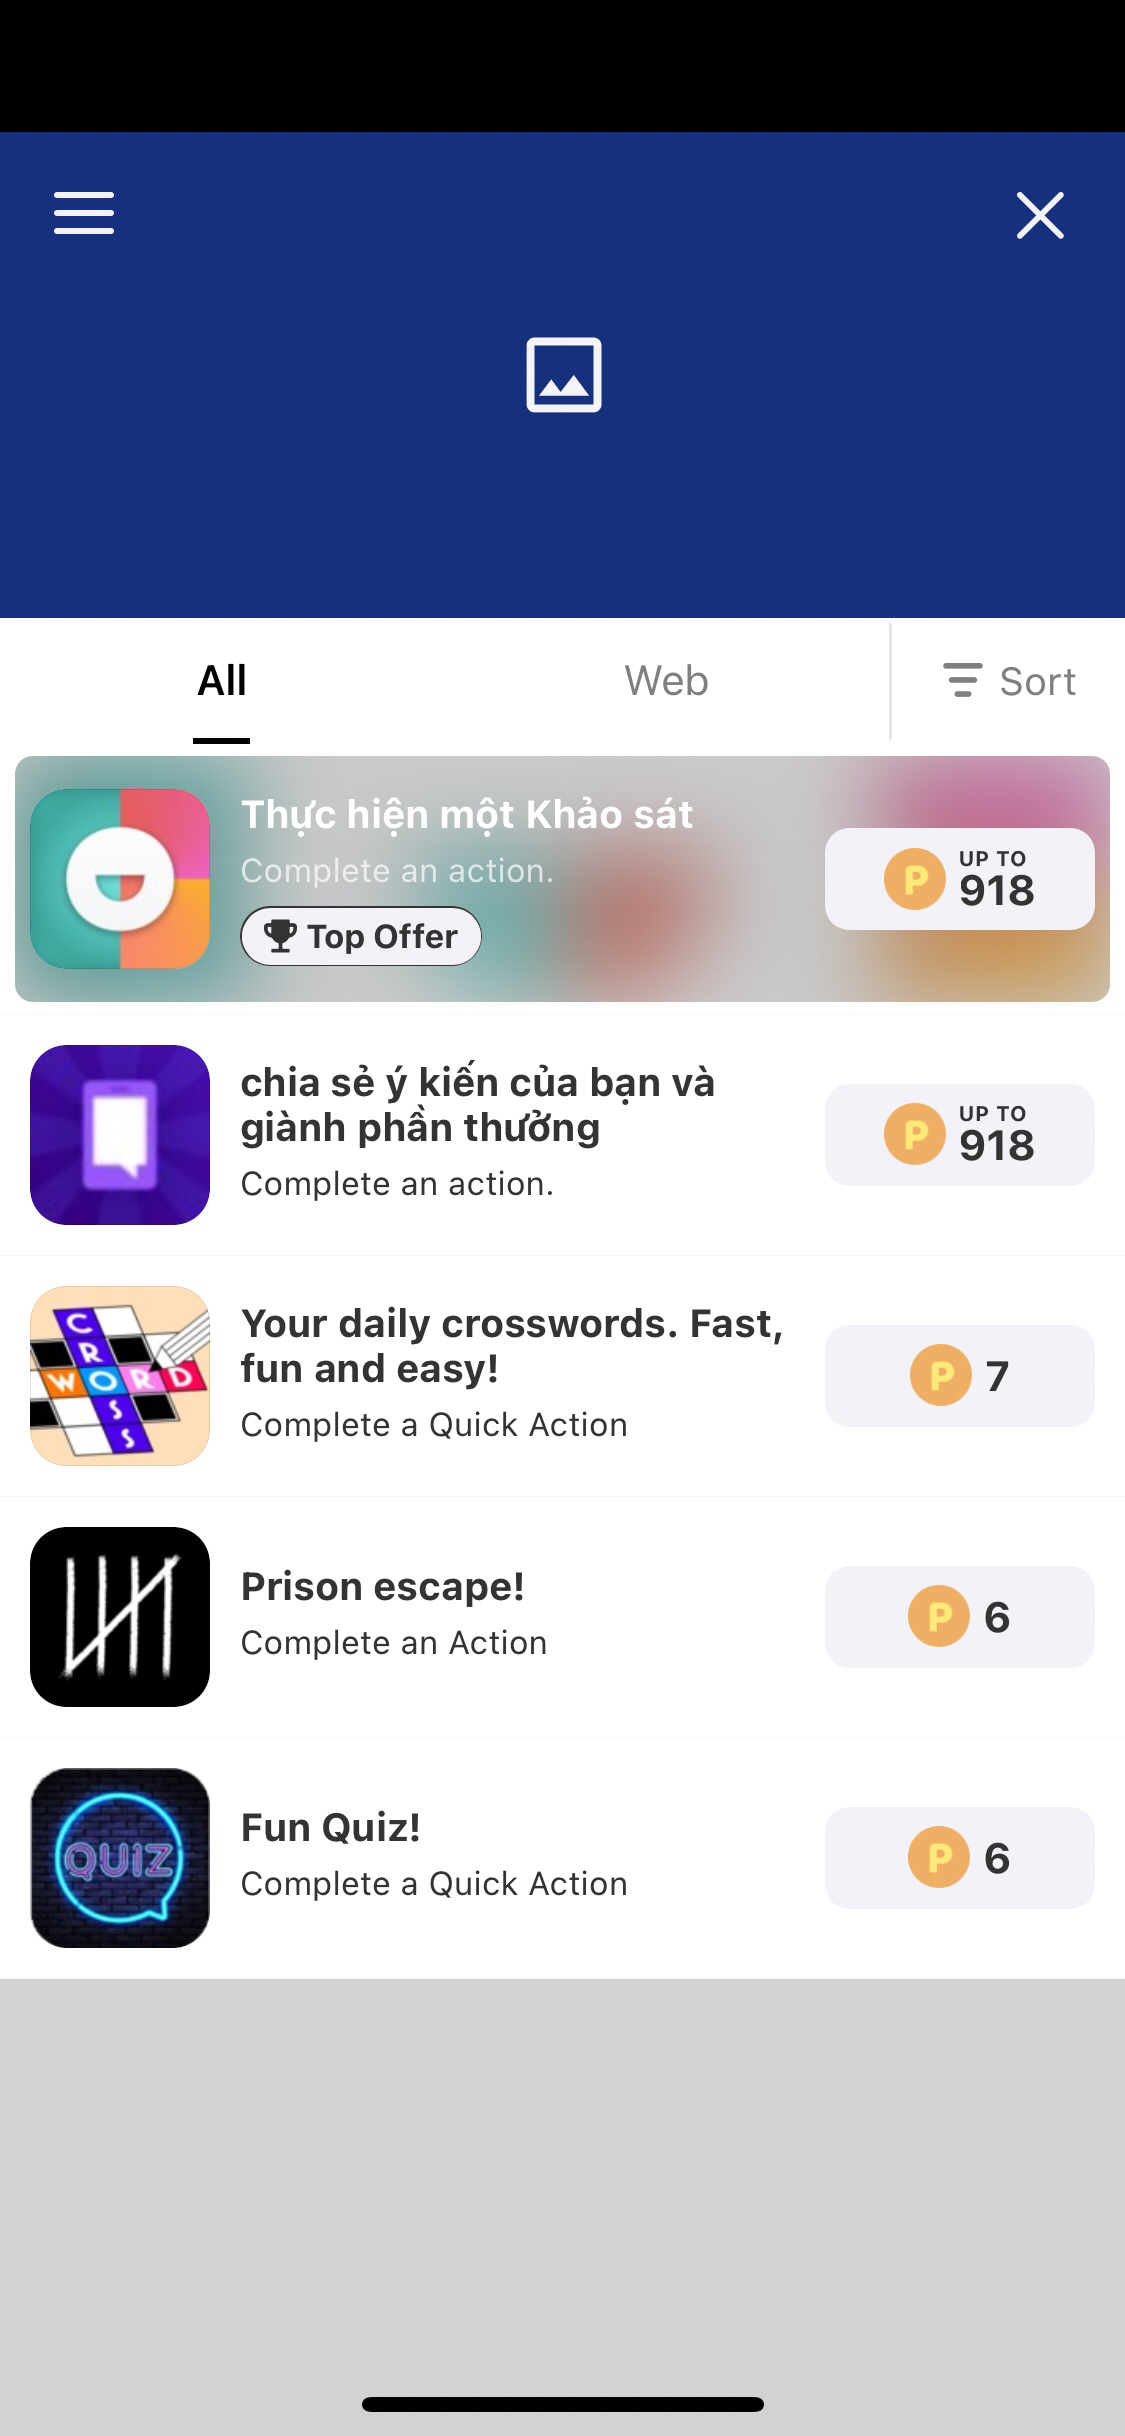 All
Web
Sort
Thực hiện một Khảo sát
Complete an action.
Top Offer
P
UP TO
918
chia sẻ ý kiến của bạn và
giành phần thưởng
Complete an action.
P
UP TO
918
CROSS
WORD
Your daily crosswords. Fast,
fun and easy!
Complete a Quick Action
P 7
Prison escape!
Complete an Action
P 6
QUIZ
Fun Quiz!
Complete a Quick Action
P 6